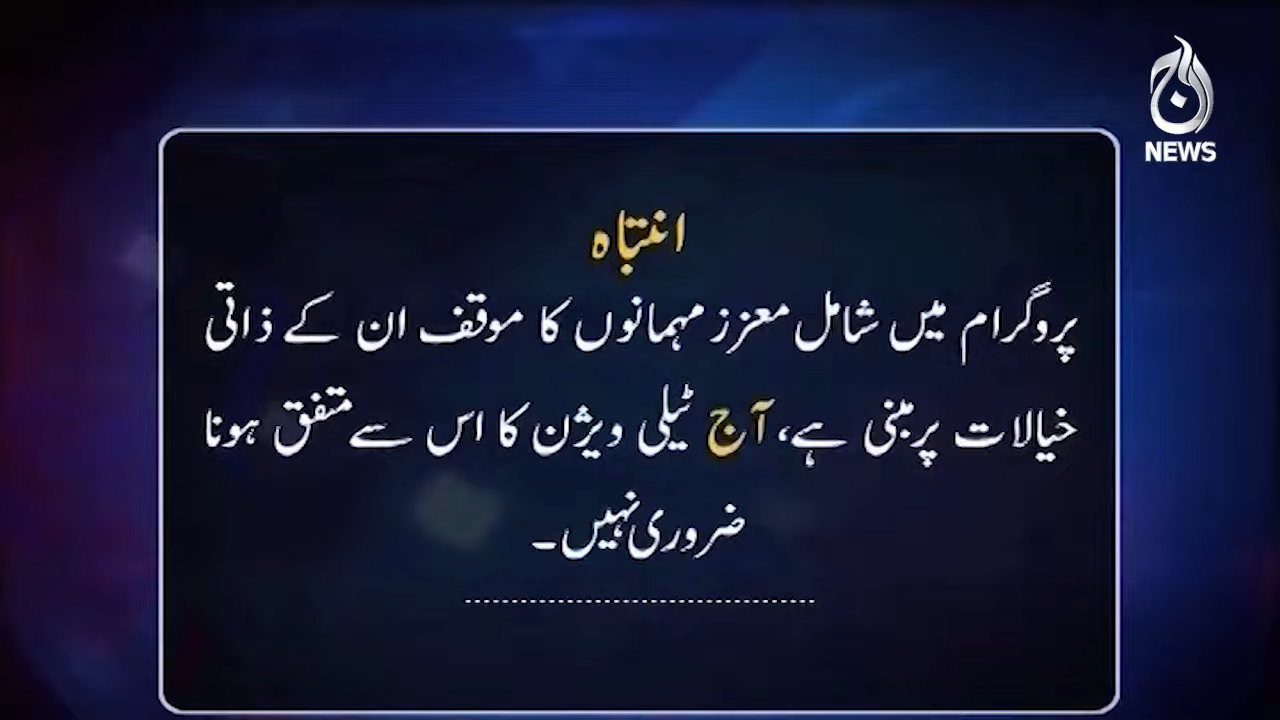 آج
NEWS
انتباہ
پروگرام میں شامل معزز مہمانوں کا موقف ان کے ذاتی
خیالات پر مبنی ہے، آج ٹیلی ویژن کا اس سے متفق ہونا
ضروری نہیں۔